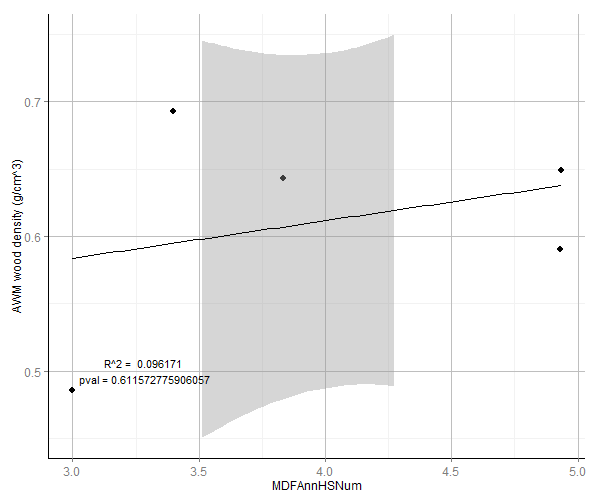 AWM wood density (g/cm^3)
0.7
0.6
0.5
R^2 = 0.096171
pval = 0.611572775906057
3.0
3.5
4.0
4.5
5.0
MDFAnnHSNum